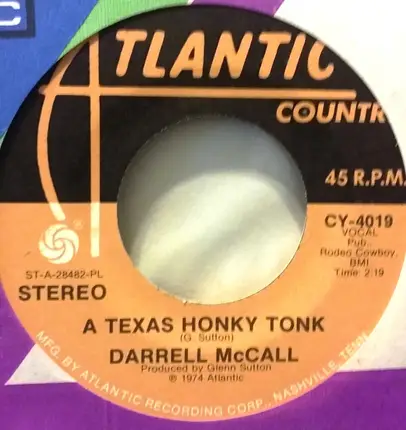 ATLANTIC
COUNTR
45 R.P.M.
CY-4019
VOCAL
Pub.,
Rodeo Cowboy,
BMI
Time: 2:19
®
ST-A-28482-PL
STEREO
A TEXAS HONKY TONK
(G. Sutton)
DARRELL McCALL
Produced by Glenn Sutton
℗ 1974 Atlantic
MFG. BY ATLANTIC RECORDING CORP., NASHVILLE, TENN.
C